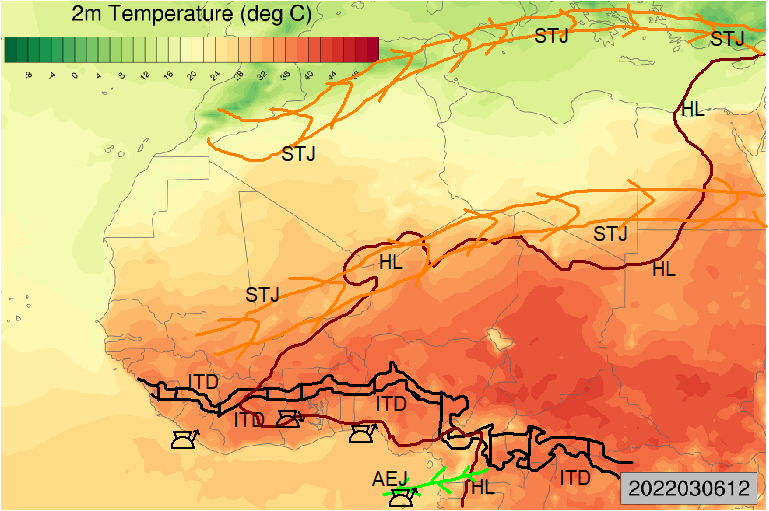 2m Temperature (deg C)
-8 -4 0 4 8 12 16 20 24 28 32 36 40 44 48
STJ
STJ
HL
STJ
STJ
HL
HL
STJ
ITD
ITD
ITD
ITD
AEJ
HL
2022030612